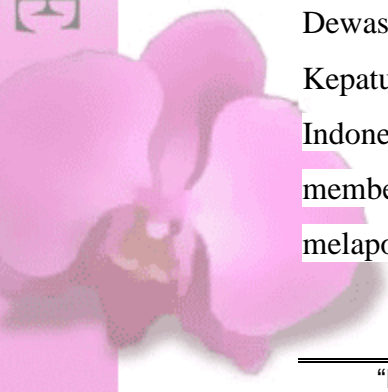 Dewas
Kepatu
Indone
membe
melapo
“